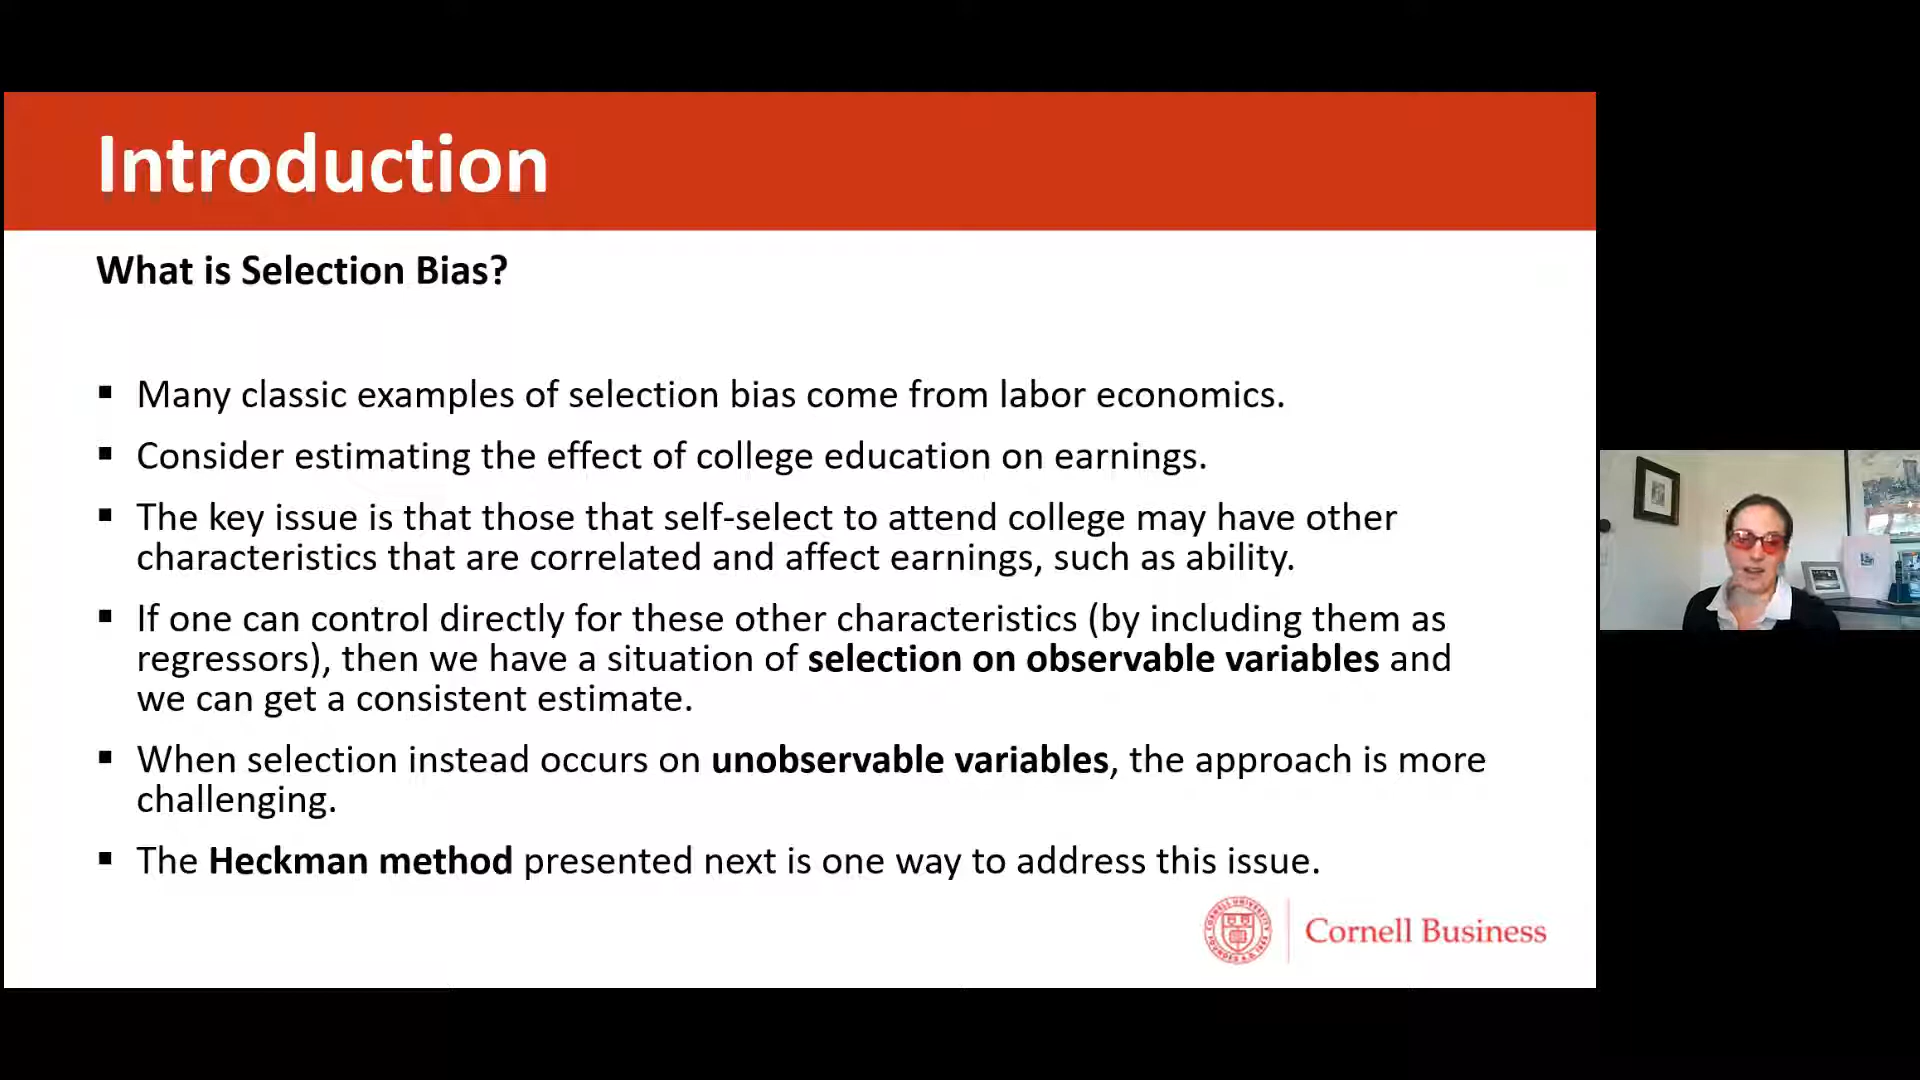 Introduction
What is Selection Bias?
▪ Many classic examples of selection bias come from labor economics.
▪ Consider estimating the effect of college education on earnings.
▪ The key issue is that those that self-select to attend college may have other
characteristics that are correlated and affect earnings, such as ability.
▪ If one can control directly for these other characteristics (by including them as
regressors), then we have a situation of selection on observable variables and
we can get a consistent estimate.
▪ When selection instead occurs on unobservable variables, the approach is more
challenging.
▪ The Heckman method presented next is one way to address this issue.
Cornell Business